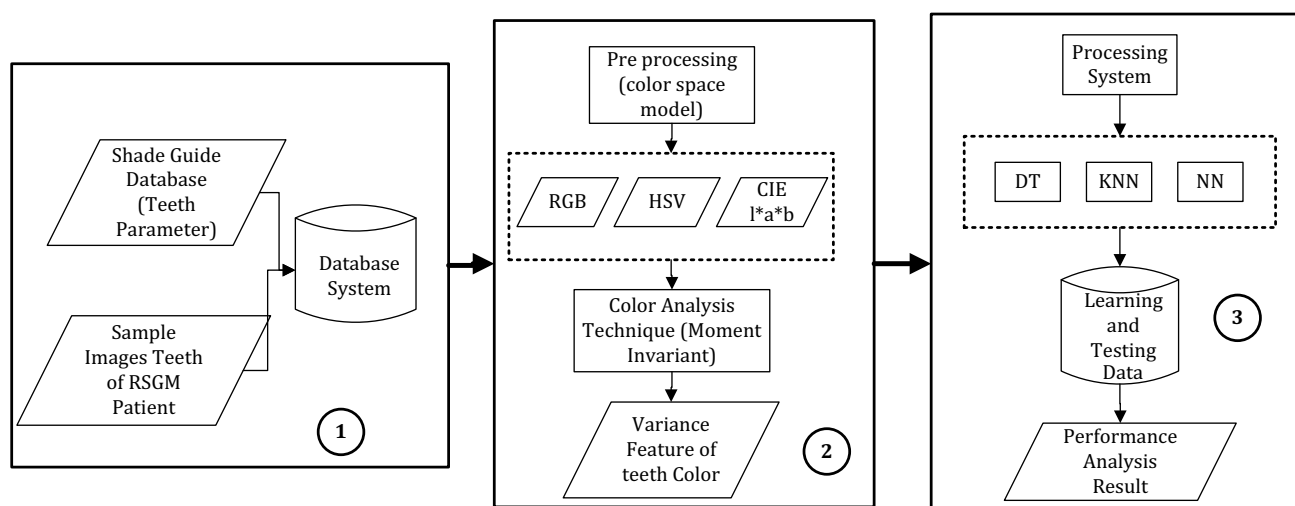 Shade Guide
Database
(Teeth
Parameter)
Sample
Images Teeth
of RSGM
Patient
Database
System
1
Pre processing
(color space
model)
RGB
HSV
CIE
l*a*b
Color Analysis
Technique (Moment
Invariant)
Variance
Feature of
teeth Color
2
Processing
System
DT
KNN
NN
Learning
and
Testing
Data
3
Performance
Analysis
Result